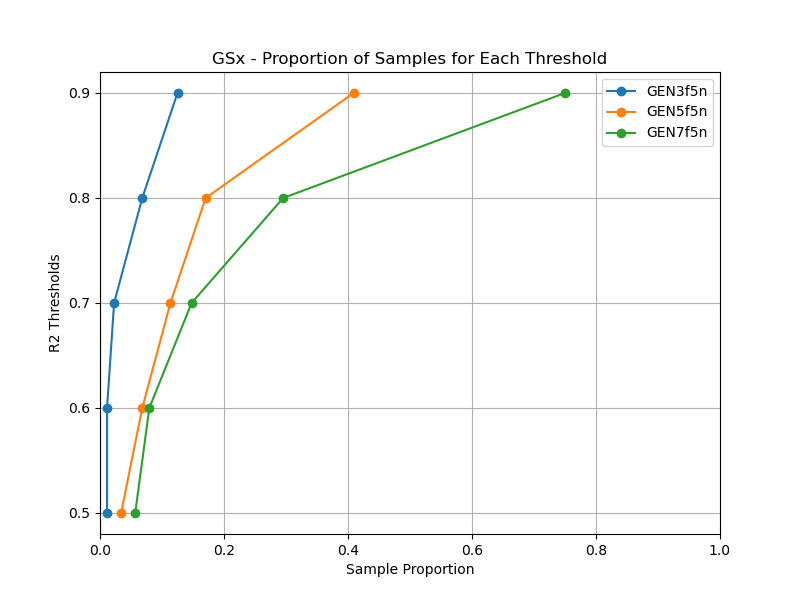 GSx - Proportion of Samples for Each Threshold
GEN3f5n
GEN5f5n
GEN7f5n
R2 Thresholds
0.9
0.8
0.7
0.6
0.5
0.0 0.2 0.4 0.6 0.8 1.0
Sample Proportion